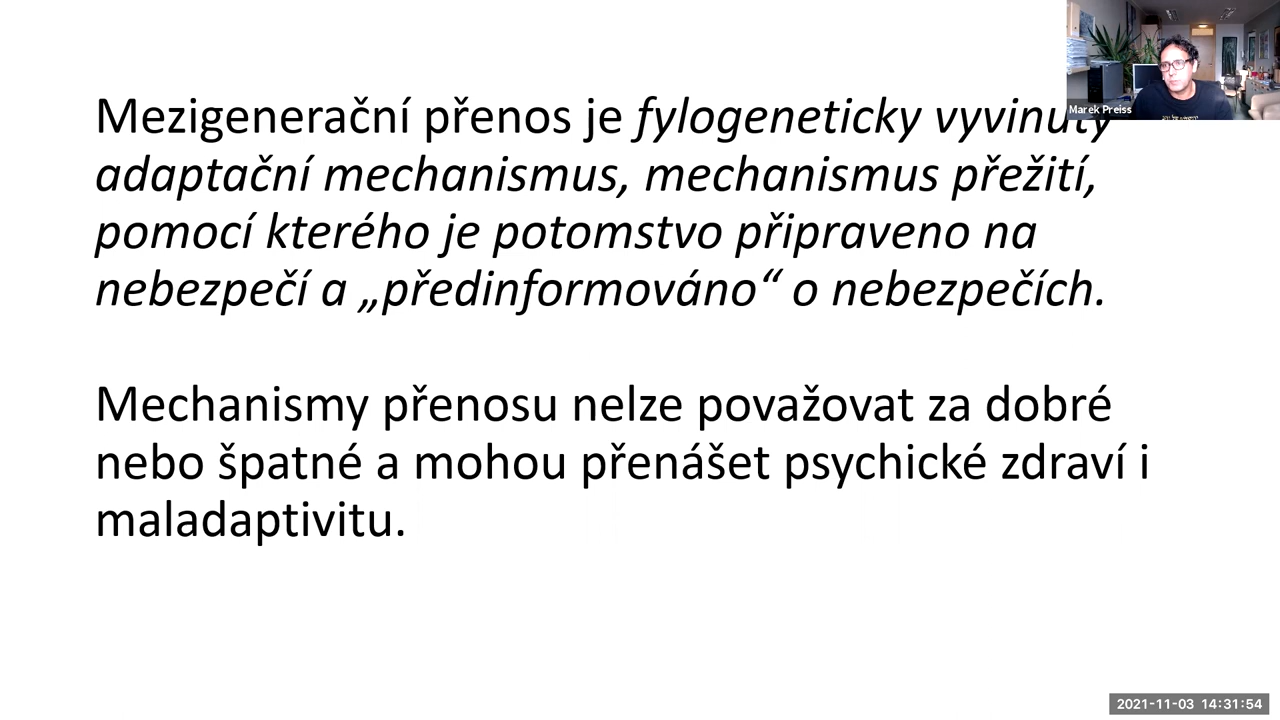 Mezigenerační přenos je fylogeneticky vyvinutý
adaptační mechanismus, mechanismus přežití,
pomocí kterého je potomstvo připraveno na
nebezpečí a „předinformováno“ o nebezpečích.
Mechanismy přenosu nelze považovat za dobré
nebo špatné a mohou přenášet psychické zdraví i
maladaptivitu.
Marek Preiss
2021-11-03 14:31:54